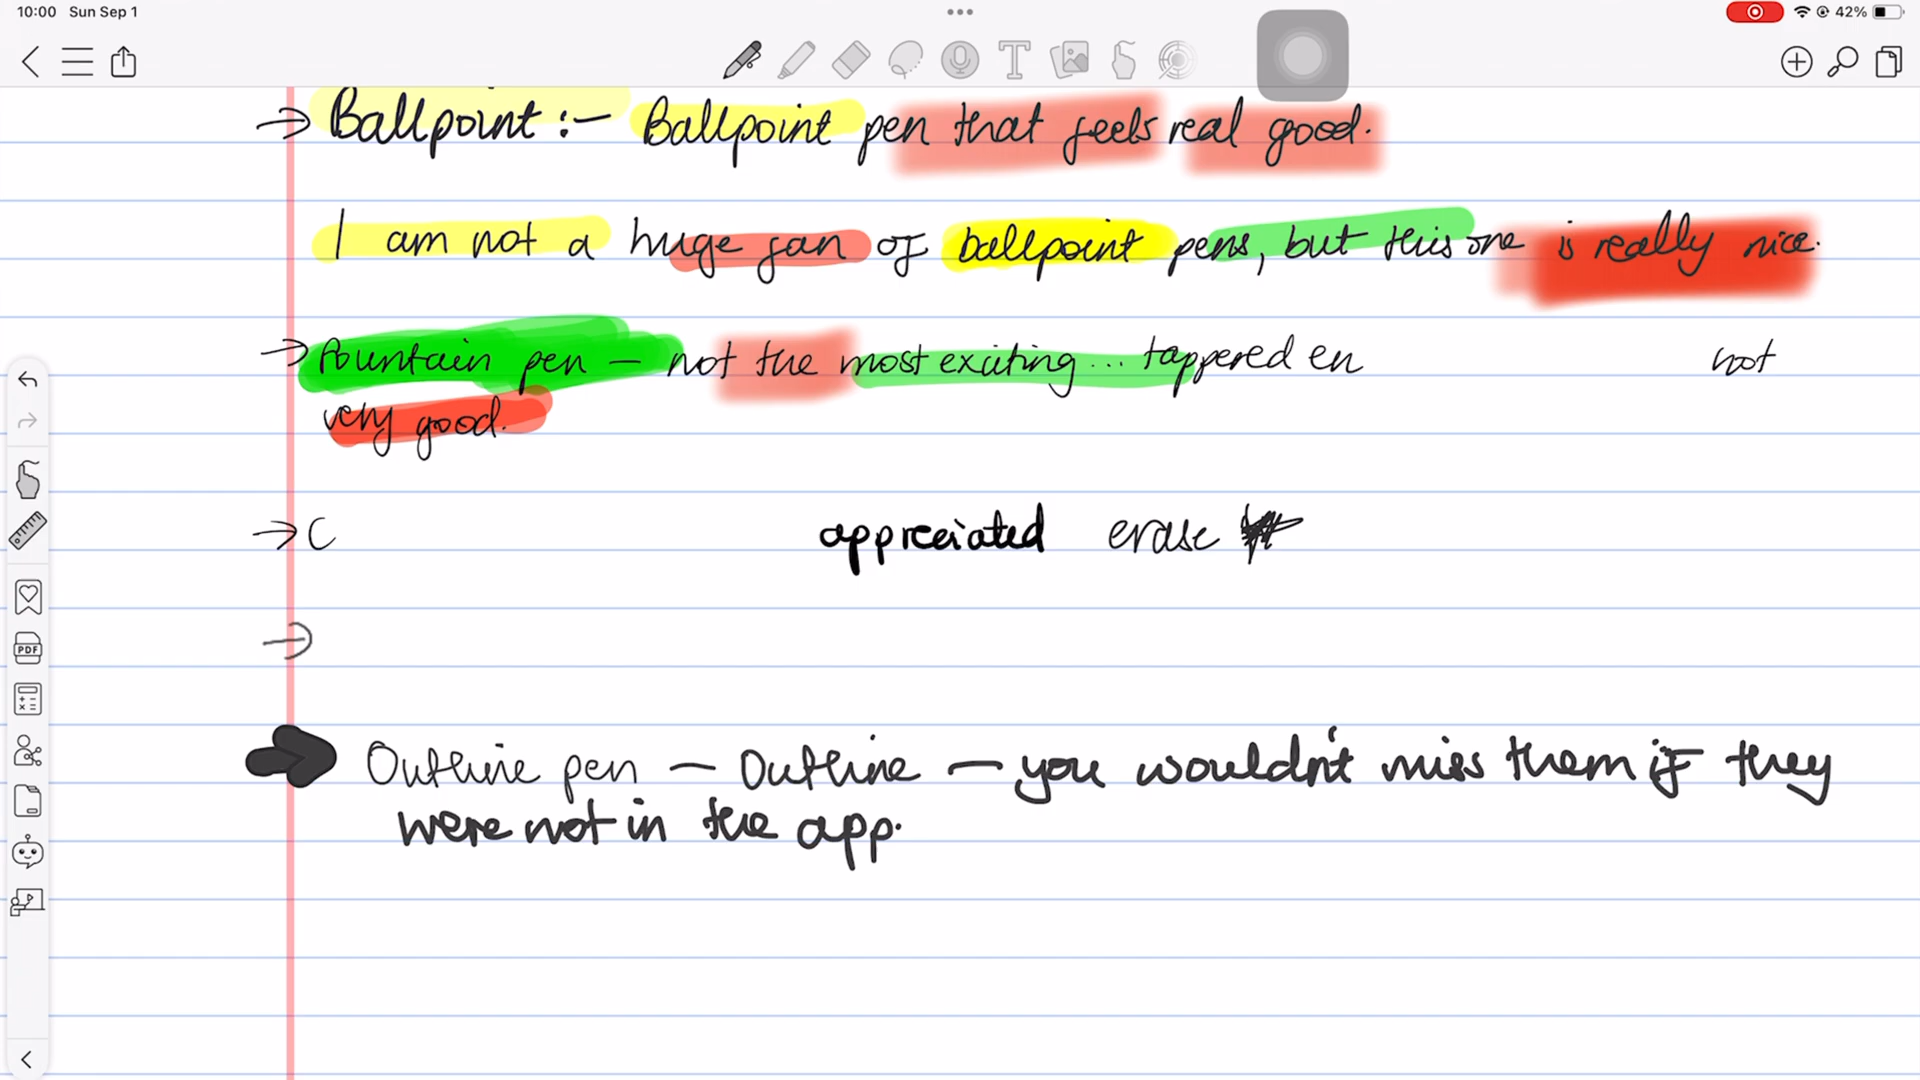 10:00 Sun Sep 1 42%
→ Ballpoint :- Ballpoint pen that feels real good.
I am not a huge fan of ballpoint pens, but this one is really nice.
→ Fountain pen - not the most exciting... tappered en not
very good.
→ C appreciated erase
→
→ Outline pen - Outline - you wouldn't miss them if they
were not in the app.
PDF